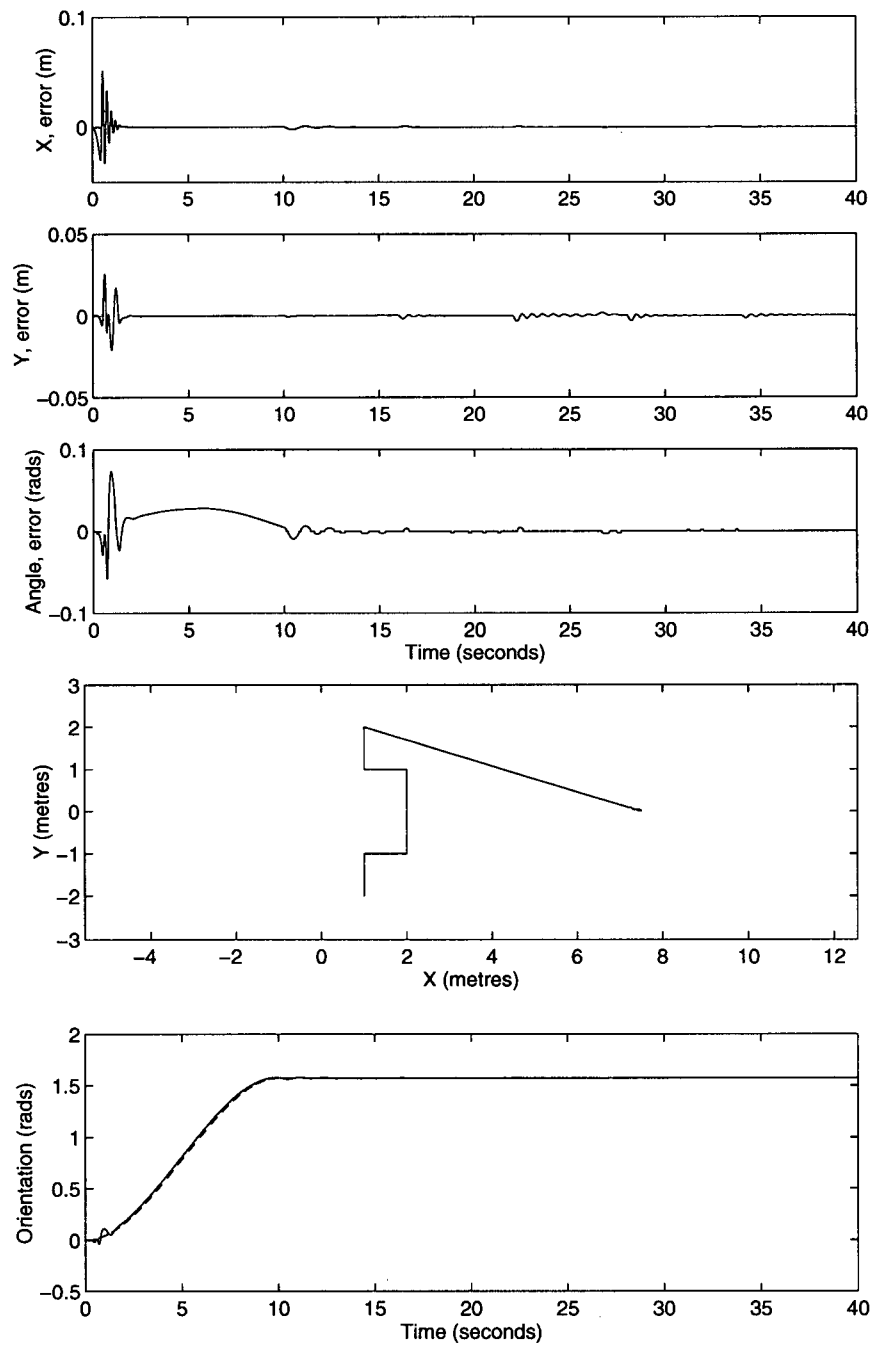 0.1
X, error (m)
0
0 5 10 15 20 25 30 35 40
0.05
Y, error (m)
0
−0.05
0 5 10 15 20 25 30 35 40
0.1
Angle, error (rads)
0
−0.1
0 5 10 15 20 25 30 35 40
Time (seconds)
3
2
1
0
−1
−2
−3
Y (metres)
−4 −2 0 2 4 6 8 10 12
X (metres)
2
1.5
1
0.5
0
−0.5
Orientation (rads)
0 5 10 15 20 25 30 35 40
Time (seconds)